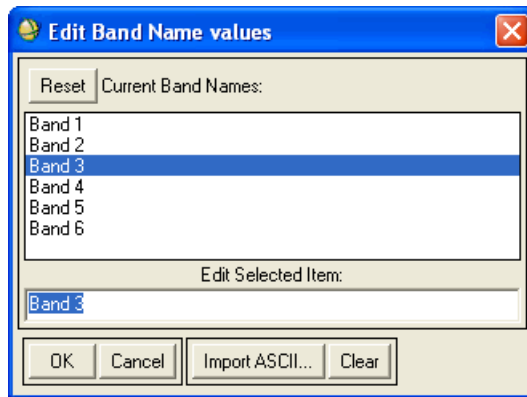 Edit Band Name values
Reset Current Band Names:
Band 1
Band 2
Band 3
Band 4
Band 5
Band 6
Edit Selected Item:
Band 3
OK Cancel Import ASCII... Clear